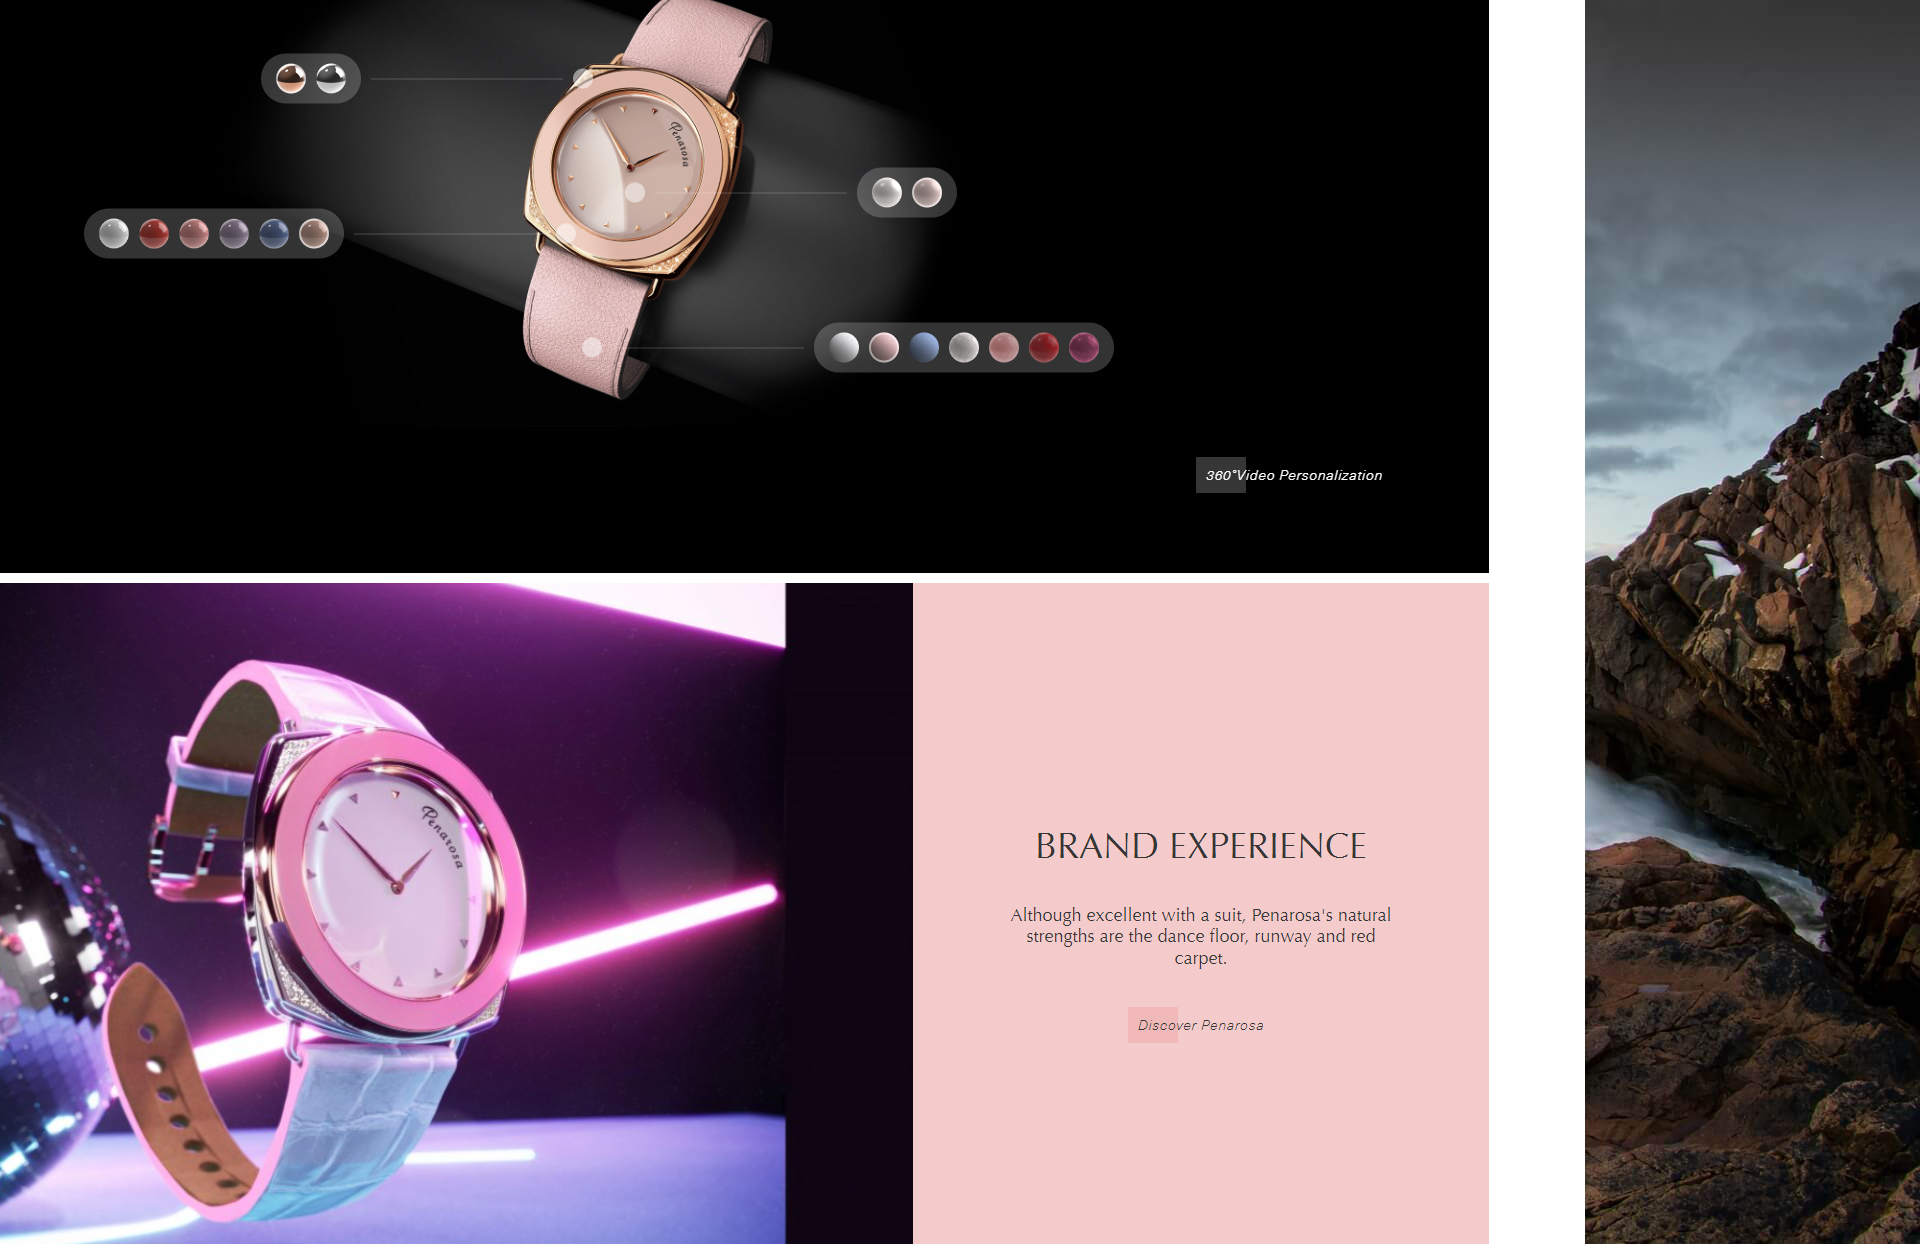 Penarosa
360°Video Personalization
Penarosa
BRAND EXPERIENCE
Although excellent with a suit, Penarosa's natural
strengths are the dance floor, runway and red
carpet.
Discover Penarosa